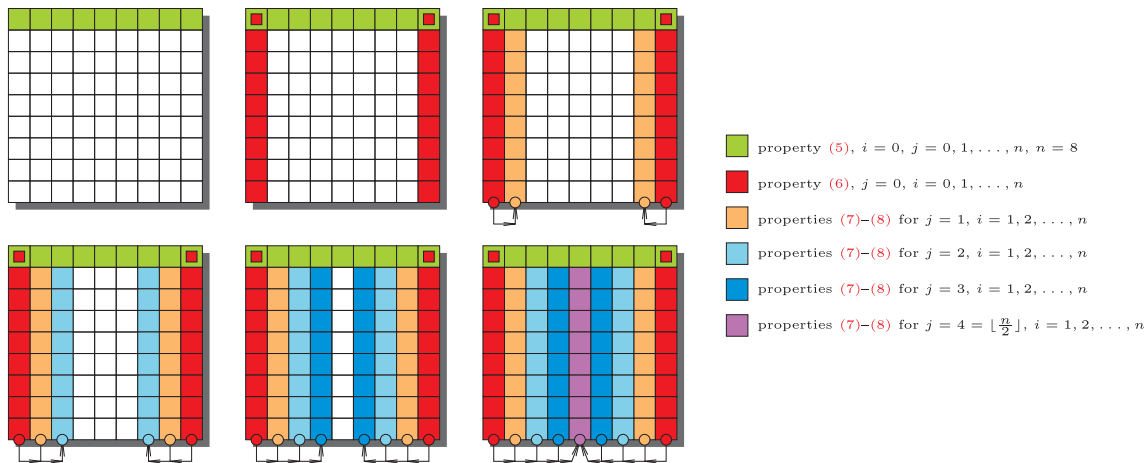 property (5), i = 0, j = 0, 1, . . . , n, n = 8
property (6), j = 0, i = 0, 1, . . . , n
properties (7)–(8) for j = 1, i = 1, 2, . . . , n
properties (7)–(8) for j = 2, i = 1, 2, . . . , n
properties (7)–(8) for j = 3, i = 1, 2, . . . , n
properties (7)–(8) for j = 4 = ⌊n/2⌋, i = 1, 2, . . . , n